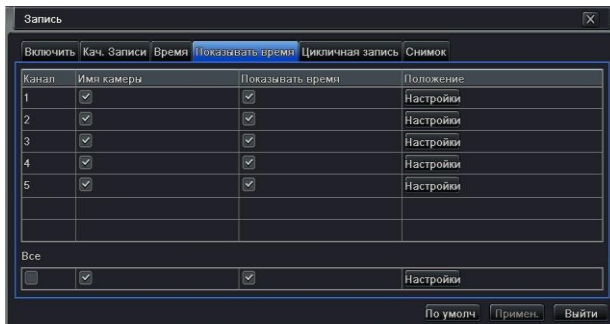 Запись
Включить Кач. Записи Время Показывать время Цикличная запись Снимок
Канал Имя камеры Показывать время Положение
1 Настройки
2 Настройки
3 Настройки
4 Настройки
5 Настройки
Все
Настройки
По умолч Примен. Выйти